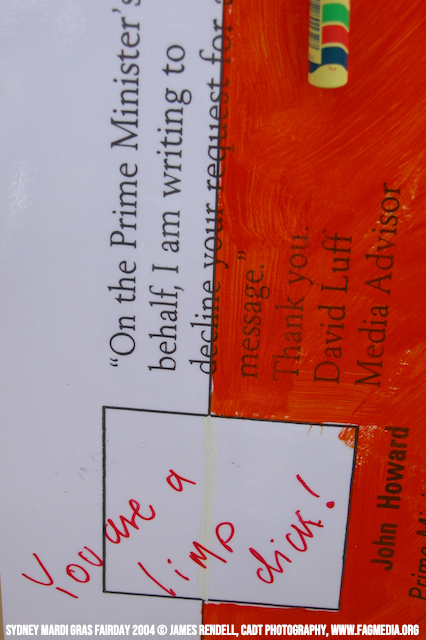 "On the Prime Minister's
behalf, I am writing to
decline your request for a
message."
Thank you.
David Luff
Media Advisor
John Howard
You are a
limp
dick!
SYDNEY MARDI GRAS FAIRDAY 2004 © JAMES RENDELL, CADT PHOTOGRAPHY, WWW.FAGMEDIA.ORG